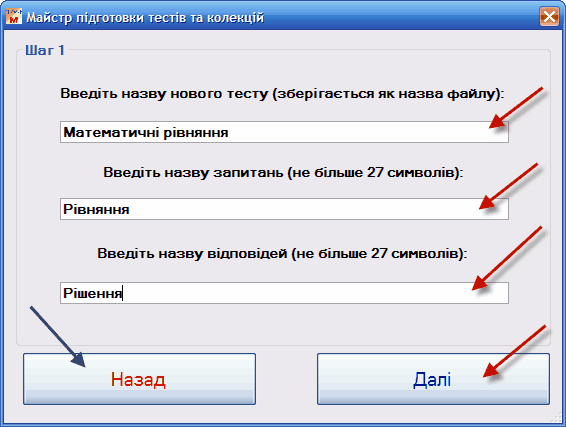 Майстр підготовки тестів та колекцій
Шаг 1
Введіть назву нового тесту (зберігається як назва файлу):
Математичні рівняння
Введіть назву запитань (не більше 27 символів):
Рівняння
Введіть назву відповідей (не більше 27 символів):
Рішення
Назад Далі